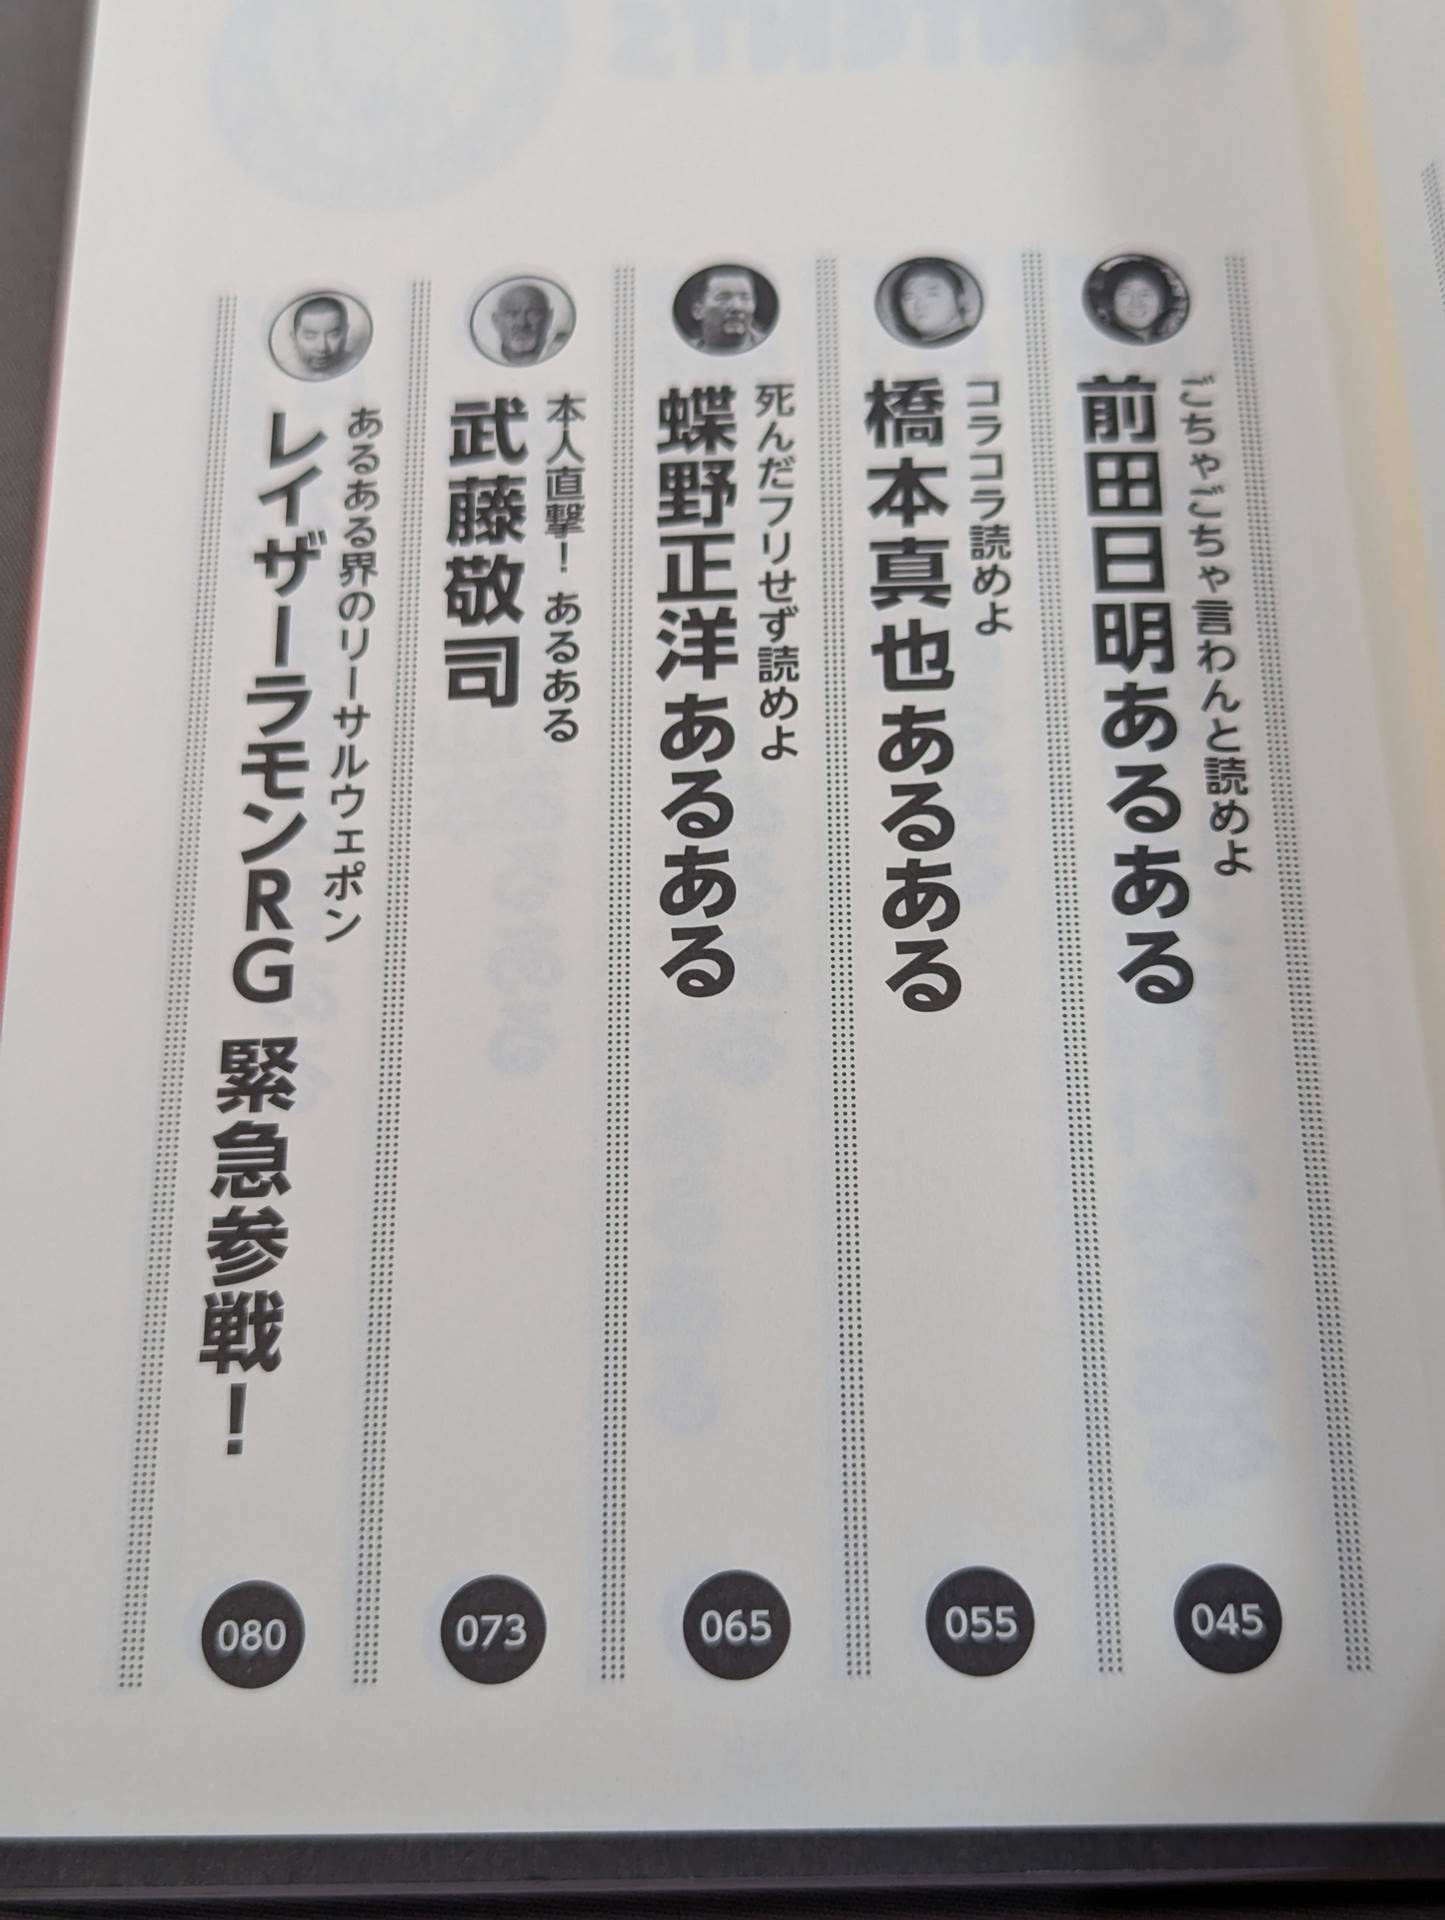 ごちゃごちゃ言わんと読めよ
前田日明あるある
045
コラコラ読めよ
橋本真也あるある
055
死んだフリせず読めよ
蝶野正洋あるある
065
本人直撃！ あるある
武藤敬司
073
あるある界のリーサルウェポン
レイザーラモンRG 緊急参戦！
080